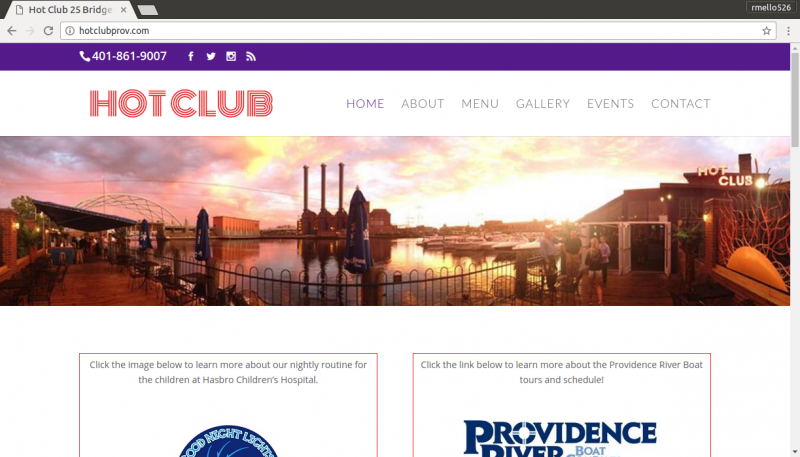 Hot Club 25 Bridge
rmello526
hotclubprov.com
401-861-9007
HOT CLUB
HOME ABOUT MENU GALLERY EVENTS CONTACT
HOT
CLUB
Click the image below to learn more about our nightly routine for
the children at Hasbro Children's Hospital.
Click the link below to learn more about the Providence River Boat
tours and schedule!
GOOD NIGHT LIGHTS
PROVIDENCE
RIVER BOAT